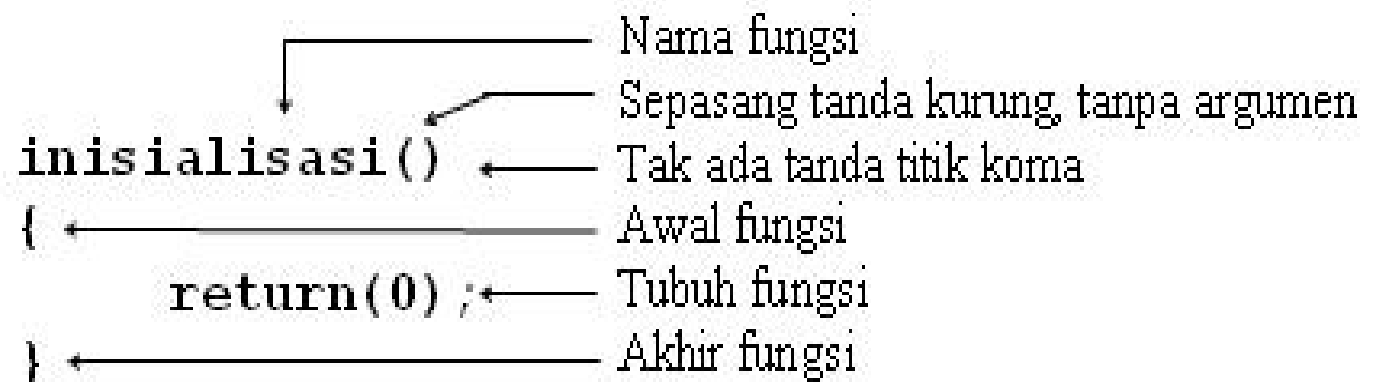 Nama fungsi
Sepasang tanda kurung, tanpa argumen
inisialisasi()
Tak ada tanda titik koma
{
Awal fungsi
return(0);
Tubuh fungsi
}
Akhir fungsi